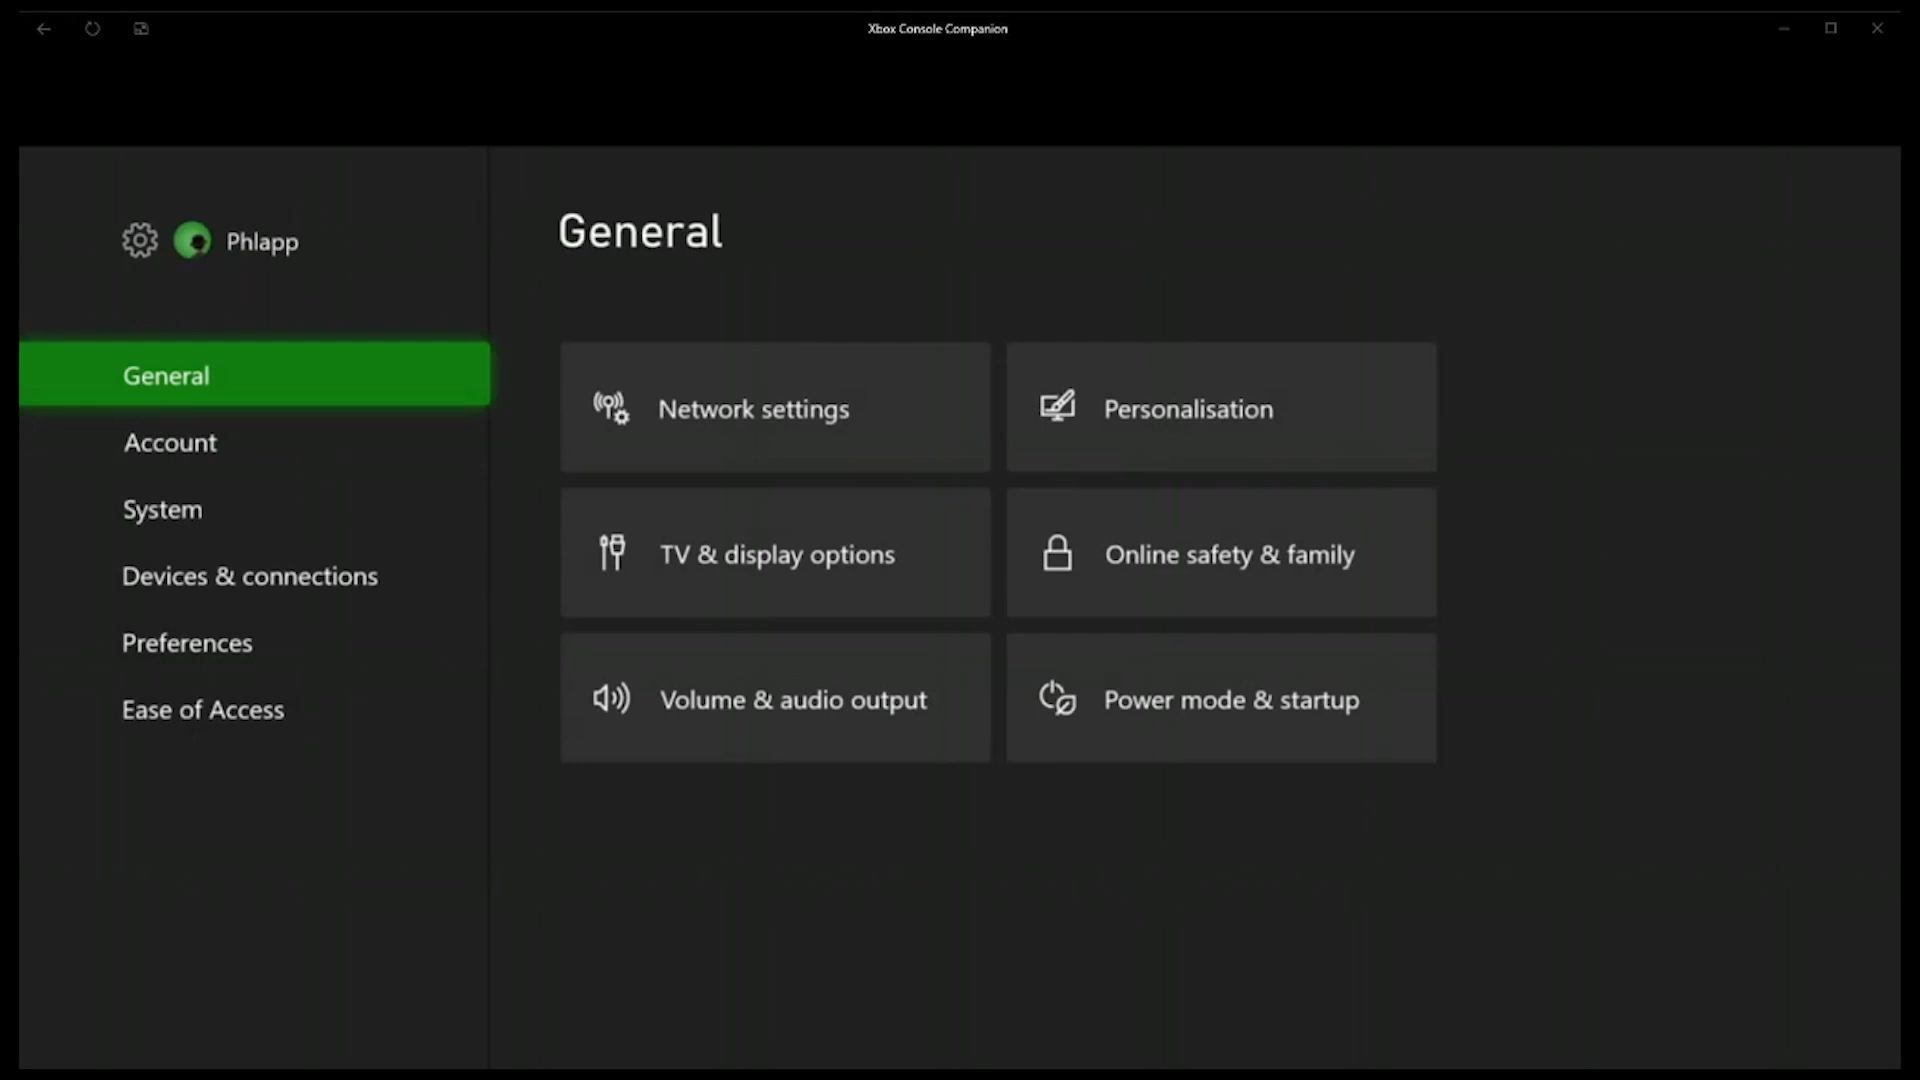 Xbox Console Companion
Phlapp
General
Account
System
Devices & connections
Preferences
Ease of Access
General
Network settings
Personalisation
TV & display options
Online safety & family
Volume & audio output
Power mode & startup